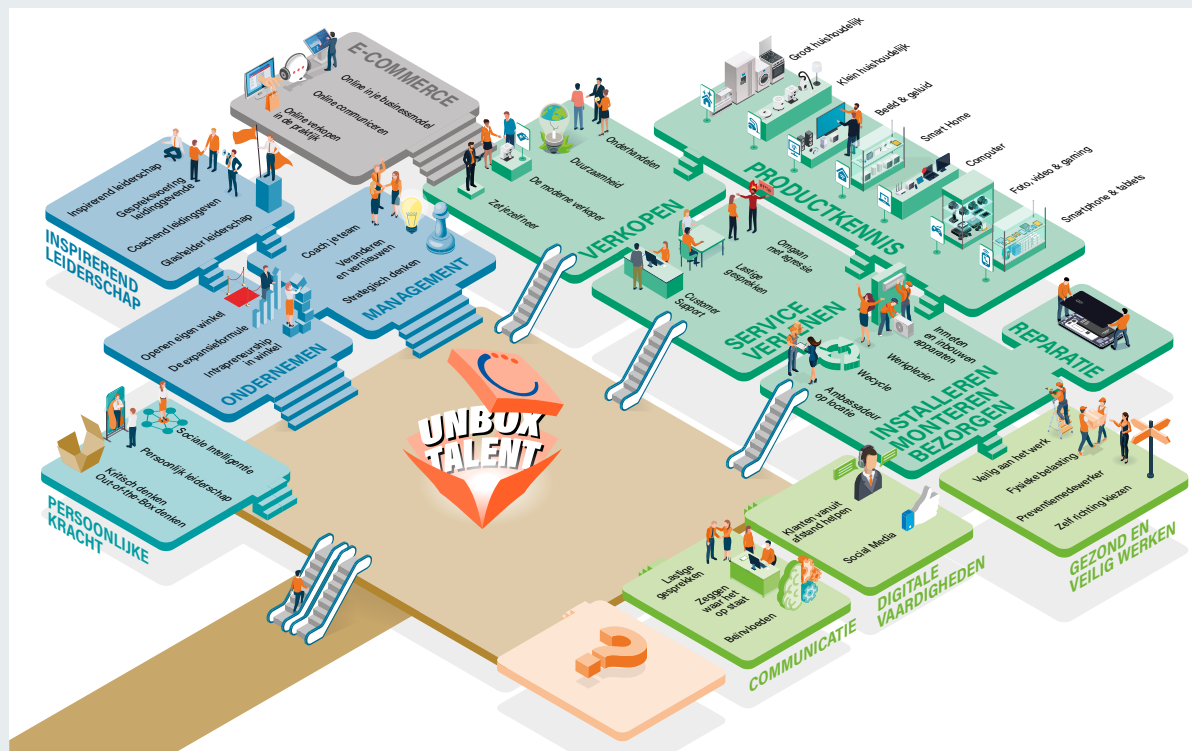 E-COMMERCE
Online in je businessmodel
Online communiceren
Online verkopen
in de praktijk
Inspirerend leiderschap
Gespreksvoering
leidinggevende
Coachend leidinggeven
Glashelder leiderschap
INSPIREREND
LEIDERSCHAP
Coach je team
Veranderen
en vernieuwen
Strategisch denken
MANAGEMENT
Openen eigen winkel
De expansieformule
Intrapreneurship
in winkel
ONDERNEMEN
Sociale intelligentie
Persoonlijk leiderschap
Kritisch denken
Out-of-the-Box denken
PERSOONLIJKE
KRACHT
Onderhandelen
Duurzaamheid
De moderne verkoper
Zet jezelf neer
VERKOPEN
Groot huishoudelijk
Klein huishoudelijk
Beeld & geluid
Smart Home
Computer
Foto, video & gaming
Smartphone & tablets
PRODUCTKENNIS
Omgaan
met agressie
Lastige
gesprekken
Customer
Support
SERVICE
VERLENEN
Inmeten
en inbouwen
apparaten
Werkplezier
Wecycle
Ambassadeur
op locatie
INSTALLEREN
MONTEREN
BEZORGEN
REPARATIE
UNBOX
TALENT
Veilig aan het werk
Fysieke belasting
Preventiemedewerker
Zelf richting kiezen
GEZOND EN
VEILIG WERKEN
Klanten vanuit
afstand helpen
Social Media
DIGITALE
VAARDIGHEDEN
Lastige
gesprekken
Zeggen
waar het
op staat
Beïnvloeden
COMMUNICATIE
?